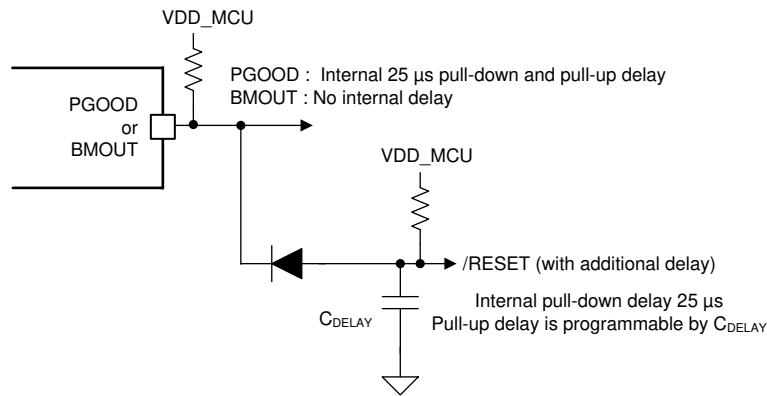 VDD_MCU
PGOOD : Internal 25 µs pull-down and pull-up delay
BMOUT : No internal delay
PGOOD
or
BMOUT
VDD_MCU
/RESET (with additional delay)
Internal pull-down delay 25 µs
Pull-up delay is programmable by CDELAY
CDELAY